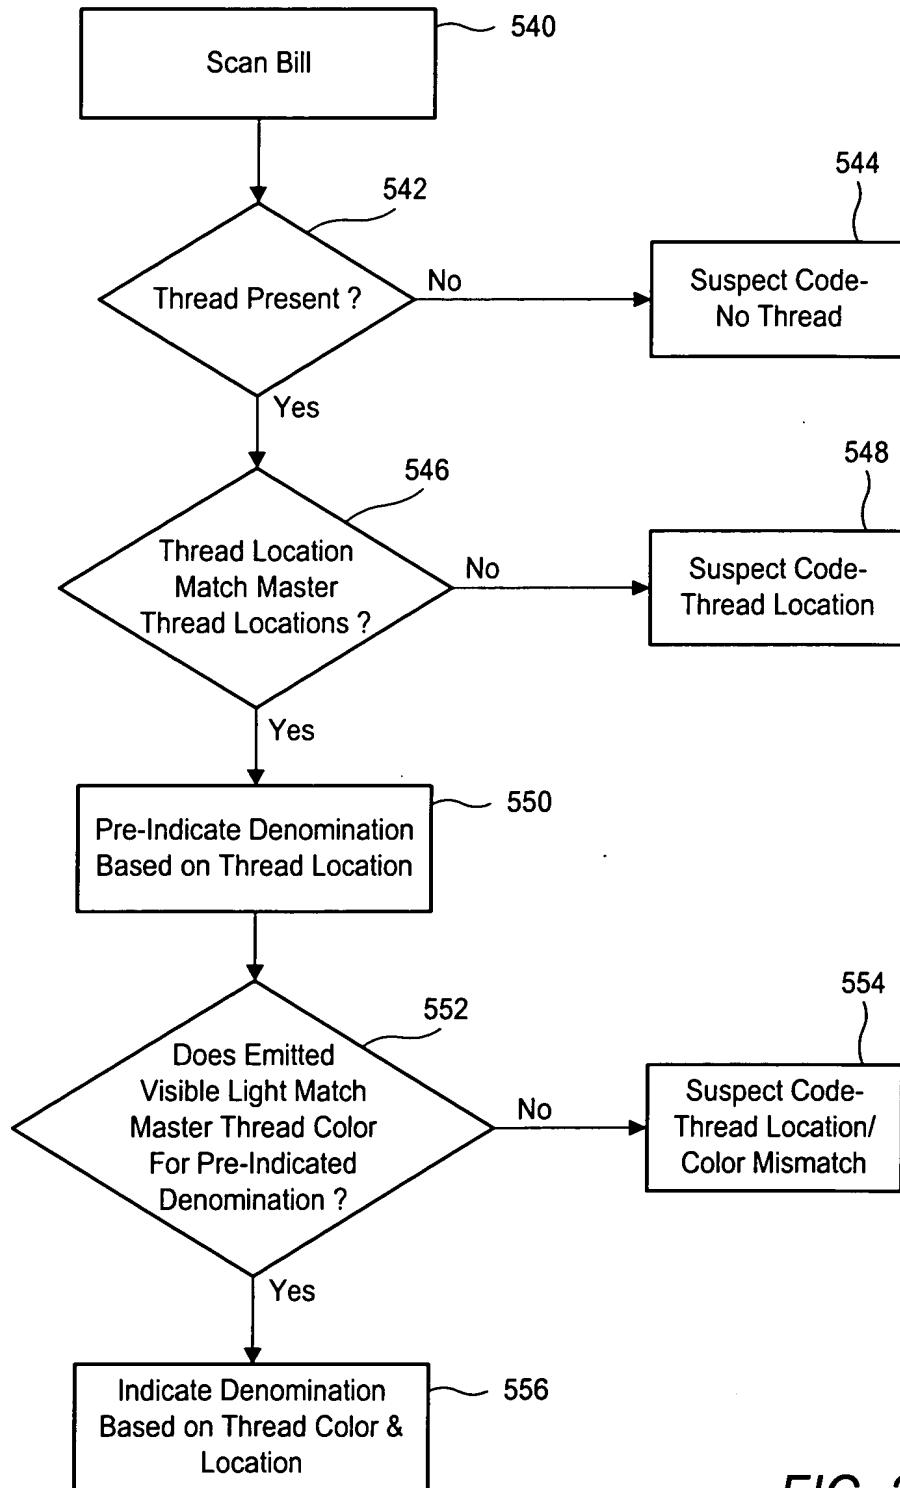 540
Scan Bill
544
542
Suspect Code-
No Thread
No
Thread Present ?
Yes
548
546
Suspect Code-
Thread Location
No
Thread Location
Match Master
Thread Locations ?
Yes
550
Pre-Indicate Denomination
Based on Thread Location
554
552
Does Emitted
Visible Light Match
Master Thread Color
For Pre-Indicated
Denomination ?
No
Suspect Code-
Thread Location/
Color Mismatch
Yes
556
Indicate Denomination
Based on Thread Color &
Location
FIG.